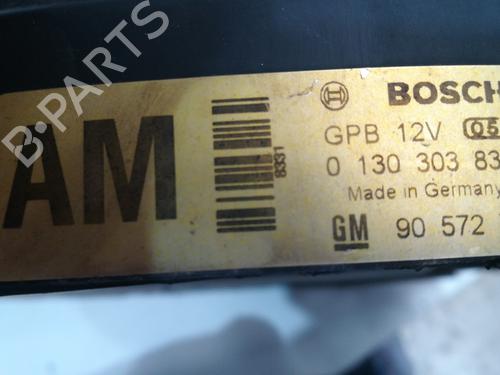 AM
8331
BOSCH
GPB 12V
0 130 303 83
Made in Germany
GM 90 572
B-PARTS